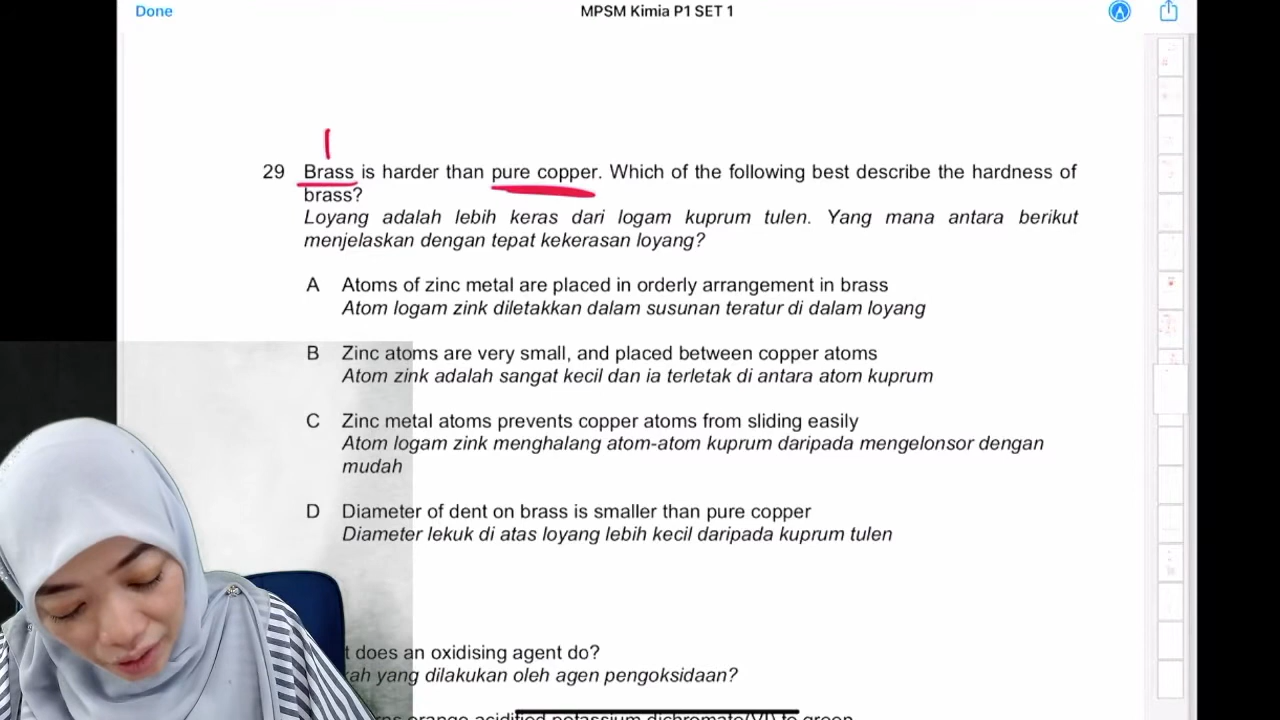 Done
MPSM Kimia P1 SET 1
29 Brass is harder than pure copper. Which of the following best describe the hardness of
brass?
Loyang adalah lebih keras dari logam kuprum tulen. Yang mana antara berikut
menjelaskan dengan tepat kekerasan loyang?
A Atoms of zinc metal are placed in orderly arrangement in brass
Atom logam zink diletakkan dalam susunan teratur di dalam loyang
B Zinc atoms are very small, and placed between copper atoms
Atom zink adalah sangat kecil dan ia terletak di antara atom kuprum
C Zinc metal atoms prevents copper atoms from sliding easily
Atom logam zink menghalang atom-atom kuprum daripada mengelonsor dengan
mudah
D Diameter of dent on brass is smaller than pure copper
Diameter lekuk di atas loyang lebih kecil daripada kuprum tulen
does an oxidising agent do?
yang dilakukan oleh agen pengoksidaan?
orange acidified potassium dichromate(VI) to green